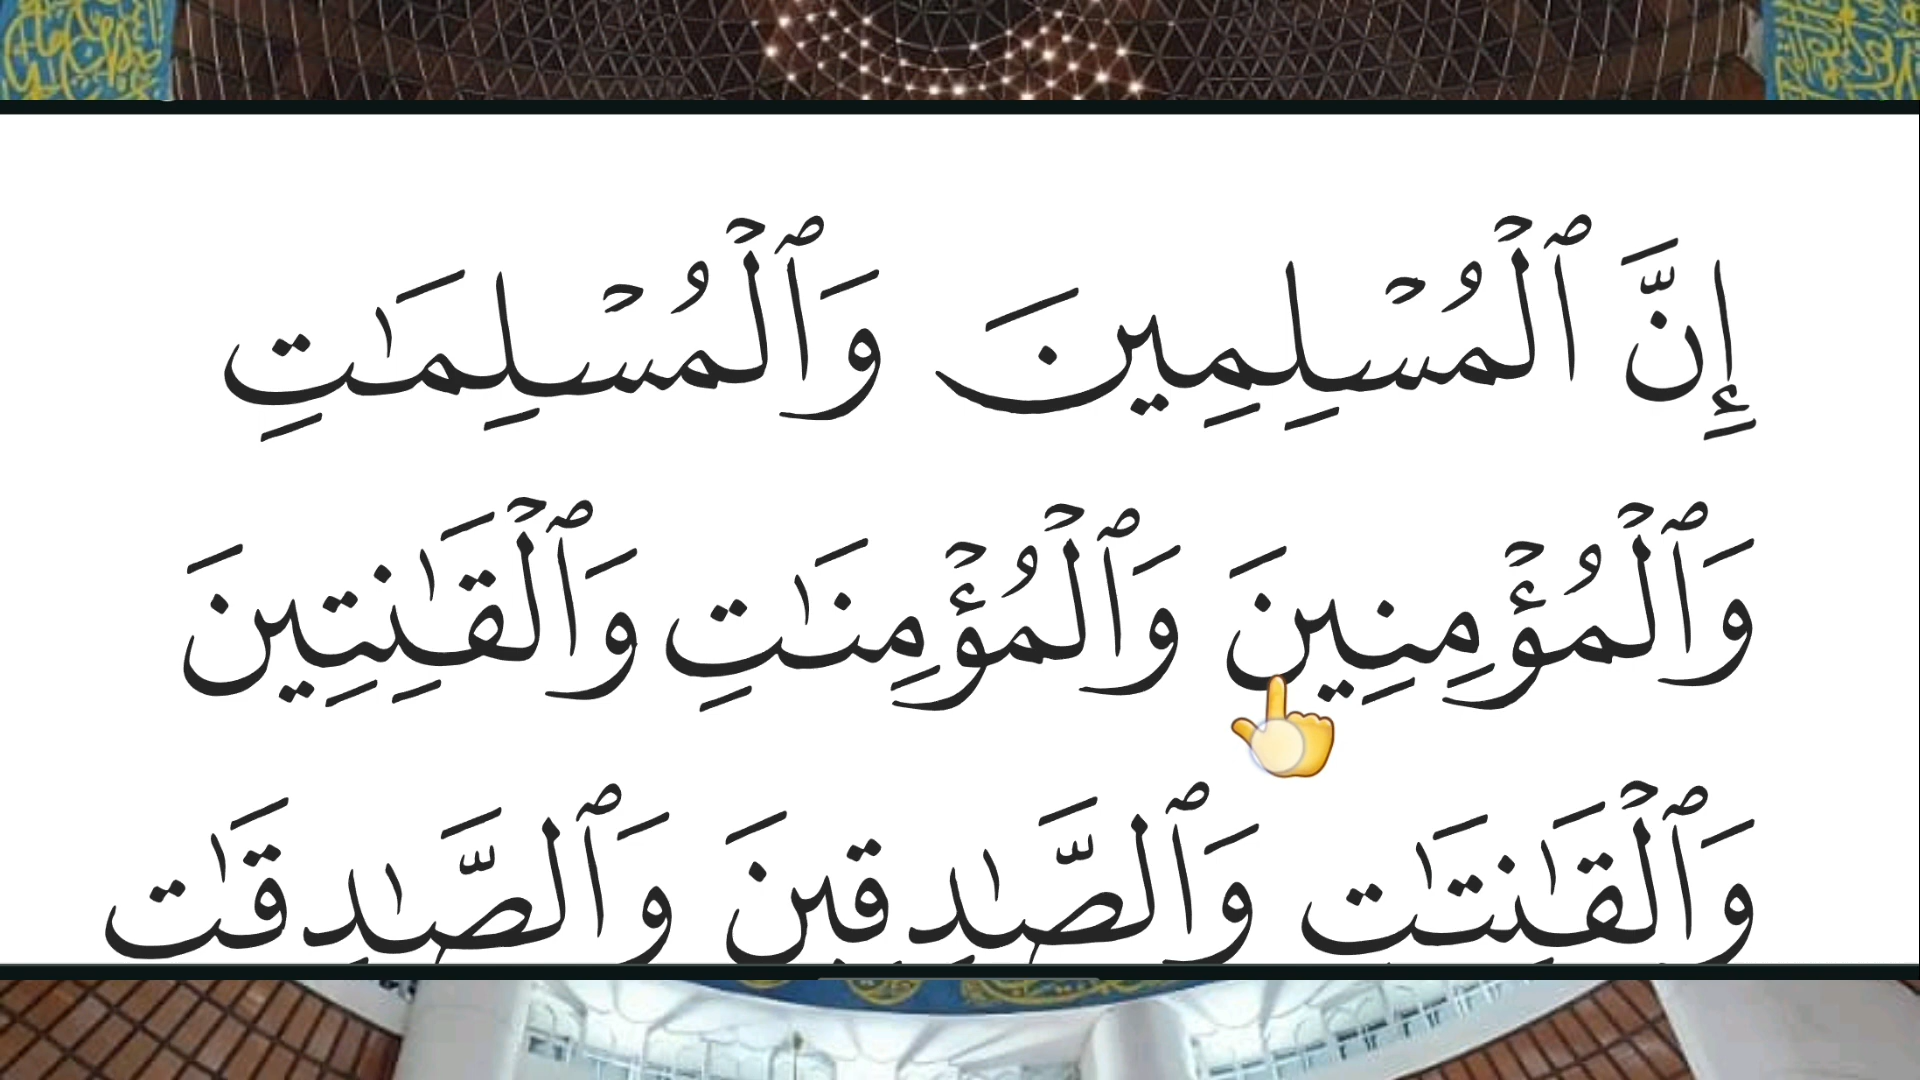 إِنَّ ٱلْمُسْلِمِينَ وَٱلْمُسْلِمَٰتِ
وَٱلْمُؤْمِنِينَ وَٱلْمُؤْمِنَٰتِ وَٱلْقَٰنِتِينَ
وَٱلْقَٰنِتَٰتِ وَٱلصَّٰدِقِينَ وَٱلصَّٰدِقَٰتِ